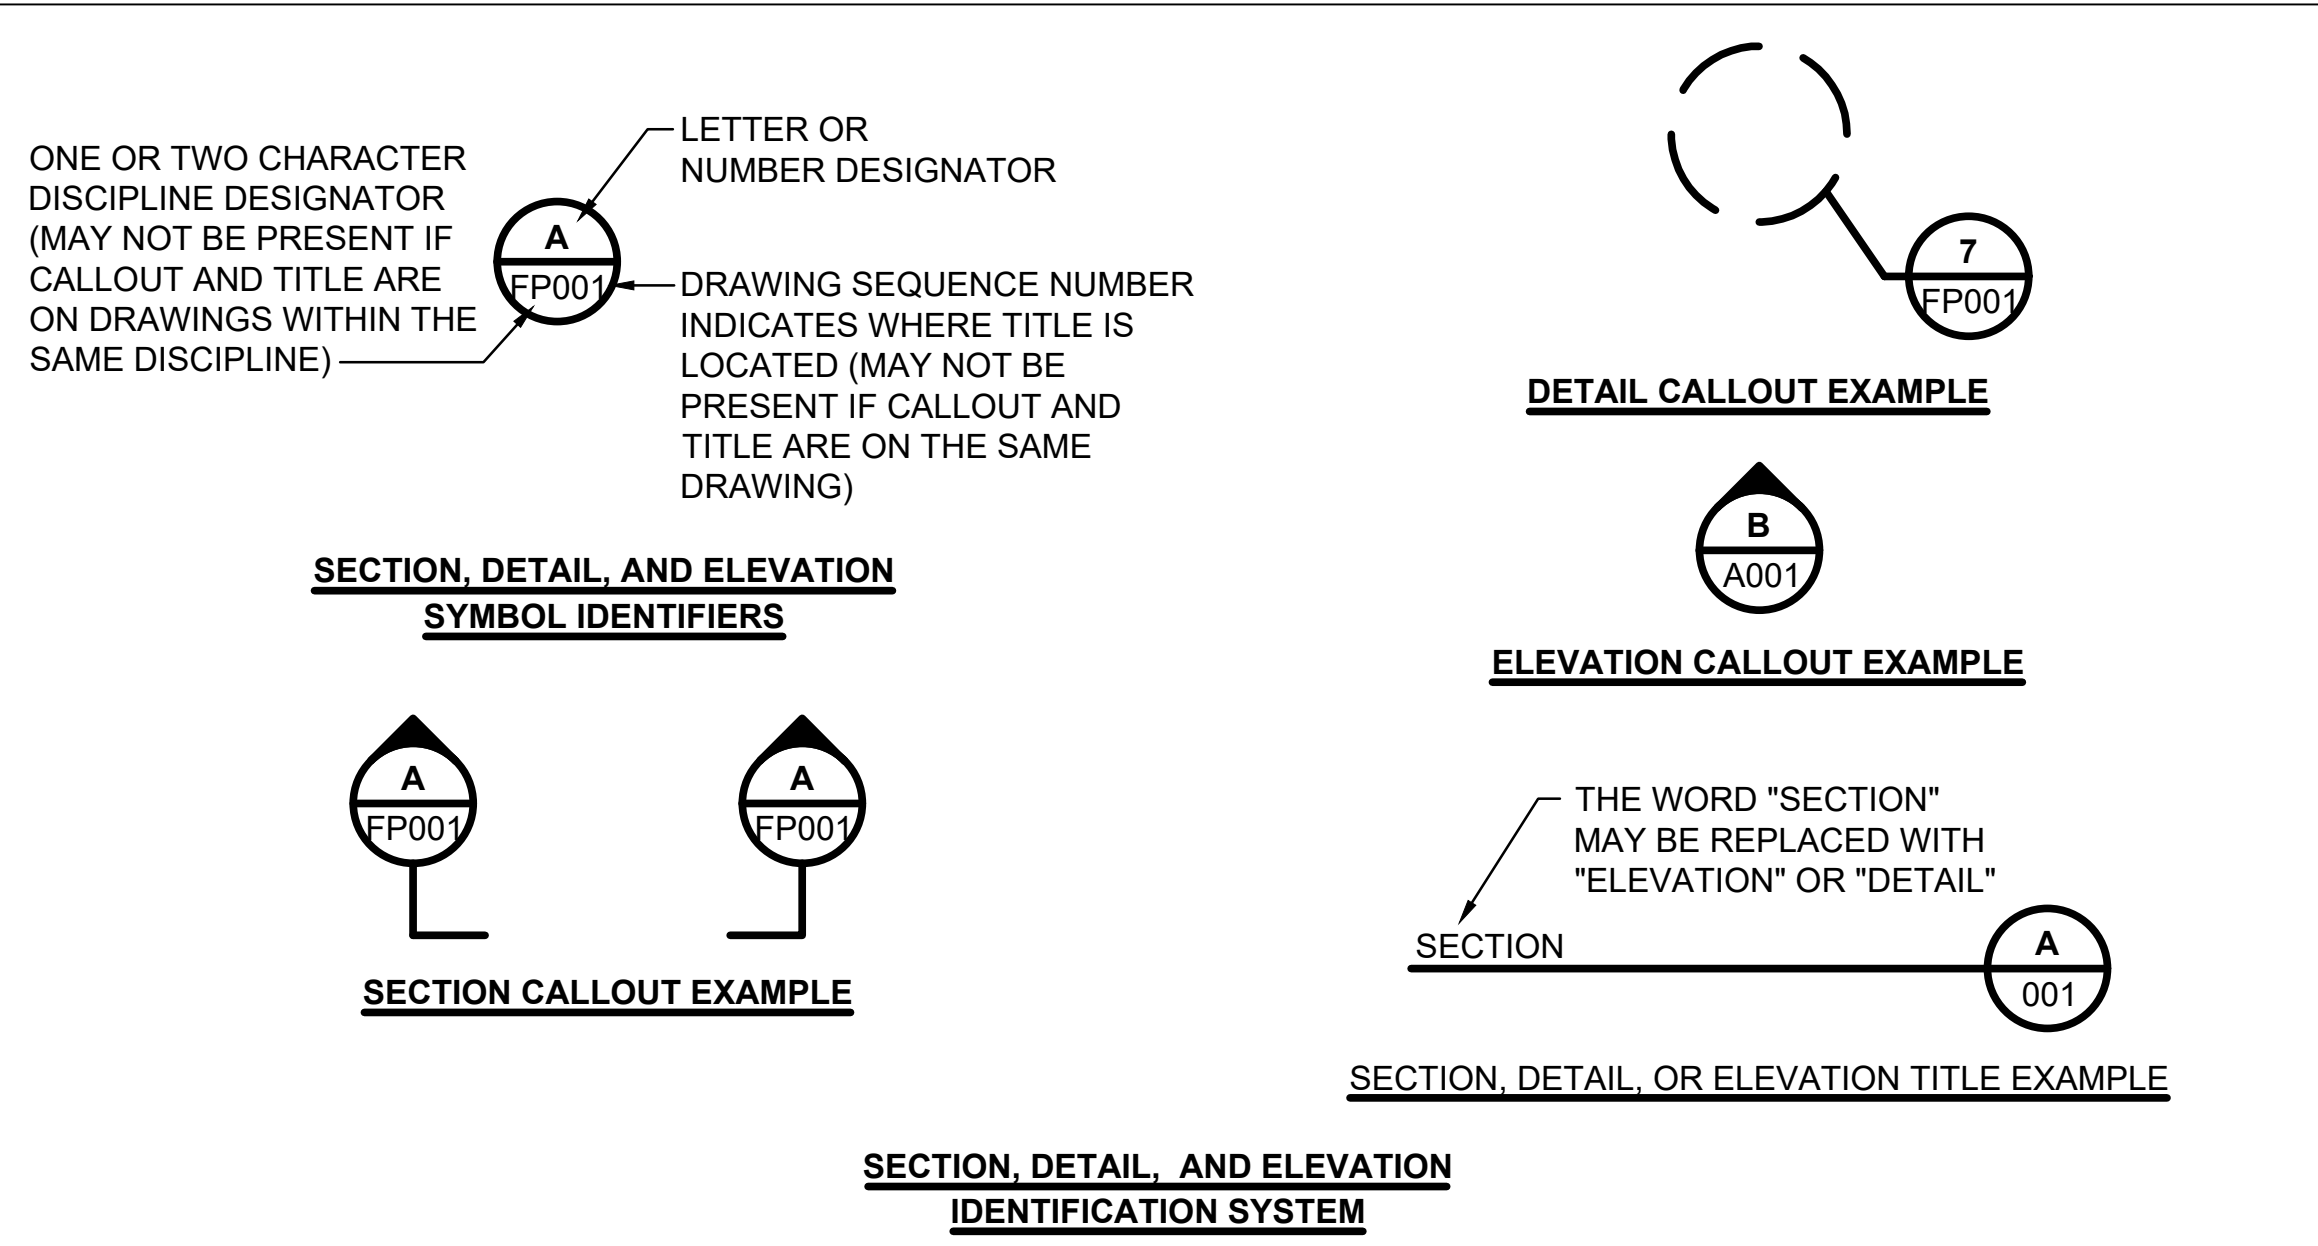 ONE OR TWO CHARACTER
DISCIPLINE DESIGNATOR
(MAY NOT BE PRESENT IF
CALLOUT AND TITLE ARE
ON DRAWINGS WITHIN THE
SAME DISCIPLINE)
A
FP001
LETTER OR
NUMBER DESIGNATOR
DRAWING SEQUENCE NUMBER
INDICATES WHERE TITLE IS
LOCATED (MAY NOT BE
PRESENT IF CALLOUT AND
TITLE ARE ON THE SAME
DRAWING)
SECTION, DETAIL, AND ELEVATION
SYMBOL IDENTIFIERS
7
FP001
DETAIL CALLOUT EXAMPLE
B
A001
ELEVATION CALLOUT EXAMPLE
A
FP001
A
FP001
SECTION CALLOUT EXAMPLE
THE WORD "SECTION"
MAY BE REPLACED WITH
"ELEVATION" OR "DETAIL"
SECTION
A
001
SECTION, DETAIL, OR ELEVATION TITLE EXAMPLE
SECTION, DETAIL, AND ELEVATION
IDENTIFICATION SYSTEM